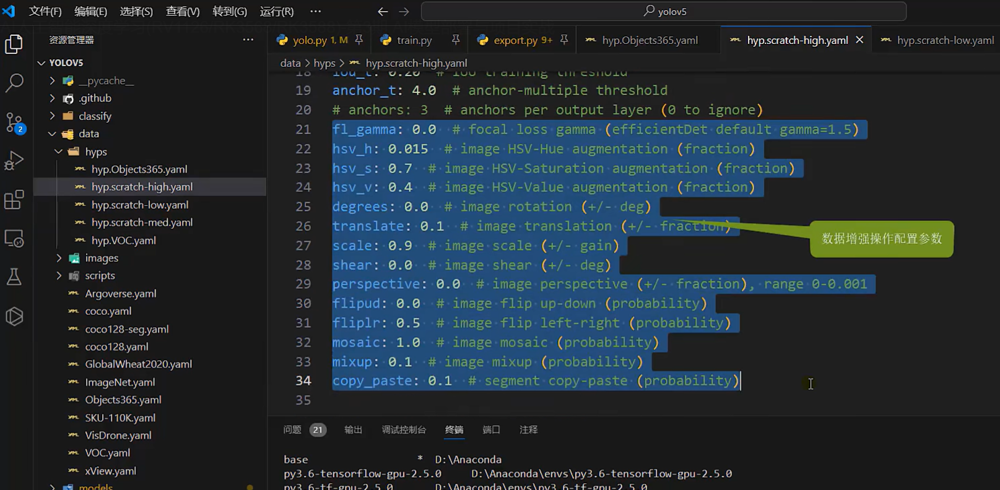 文件(F) 编辑(E) 选择(S) 查看(V) 转到(G) 运行(R) ··· yolov5
资源管理器 ···
yolo.py 1, M train.py export.py 9+ hyp.Objects365.yaml hyp.scratch-high.yaml hyp.scratch-low.yaml
data > hyps > hyp.scratch-high.yaml
YOLOV5
__pycache__
.github
classify
data
hyps
hyp.Objects365.yaml
hyp.scratch-high.yaml
hyp.scratch-low.yaml
hyp.scratch-med.yaml
hyp.VOC.yaml
images
scripts
Argoverse.yaml
coco.yaml
coco128-seg.yaml
coco128.yaml
GlobalWheat2020.yaml
ImageNet.yaml
Objects365.yaml
SKU-110K.yaml
VisDrone.yaml
VOC.yaml
xView.yaml
models
2
18 iou_t: 0.20 # IoU training threshold
19 anchor_t: 4.0 # anchor-multiple threshold
20 # anchors: 3 # anchors per output layer (0 to ignore)
21 fl_gamma: 0.0 # focal loss gamma (efficientDet default gamma=1.5)
22 hsv_h: 0.015 # image HSV-Hue augmentation (fraction)
23 hsv_s: 0.7 # image HSV-Saturation augmentation (fraction)
24 hsv_v: 0.4 # image HSV-Value augmentation (fraction)
25 degrees: 0.0 # image rotation (+/- deg)
26 translate: 0.1 # image translation (+/- fraction)
27 scale: 0.9 # image scale (+/- gain)
28 shear: 0.0 # image shear (+/- deg)
29 perspective: 0.0 # image perspective (+/- fraction), range 0-0.001
30 flipud: 0.0 # image flip up-down (probability)
31 fliplr: 0.5 # image flip left-right (probability)
32 mosaic: 1.0 # image mosaic (probability)
33 mixup: 0.1 # image mixup (probability)
34 copy_paste: 0.1 # segment copy-paste (probability)
35
数据增强操作配置参数
问题 21 输出 调试控制台 终端 端口 注释
base * D:\Anaconda
py3.6-tensorflow-gpu-2.5.0 D:\Anaconda\envs\py3.6-tensorflow-gpu-2.5.0
py3.6-tf-gpu-2.5.0 D:\Anaconda\envs\py3.6-tf-gpu-2.5.0